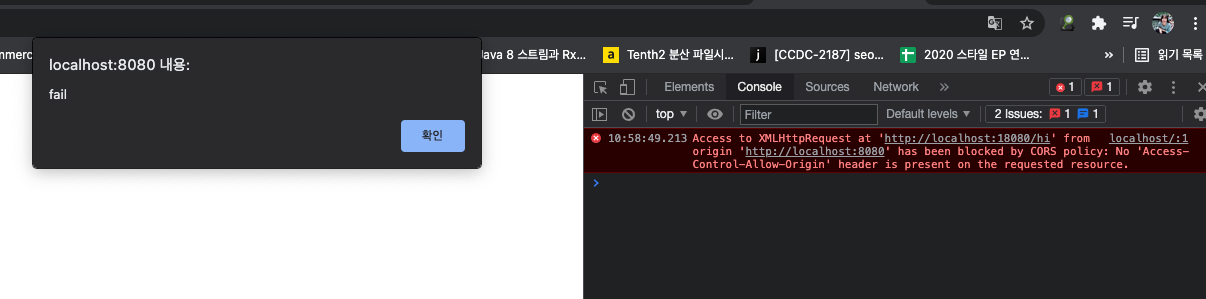 mmerc
Java 8 스트림과 Rx...
a Tenth2 분산 파일시...
j [CCDC-2187] seo...
2020 스타일 EP 연...
»
읽기 목록
localhost:8080 내용:
fail
확인
Elements
Console
Sources
Network
»
1
1
top ▼
Filter
Default levels ▼
2 Issues:
1
1
10:58:49.213
Access to XMLHttpRequest at 'http://localhost:18080/hi' from
localhost/:1
origin 'http://localhost:8080' has been blocked by CORS policy: No 'Access-
Control-Allow-Origin' header is present on the requested resource.